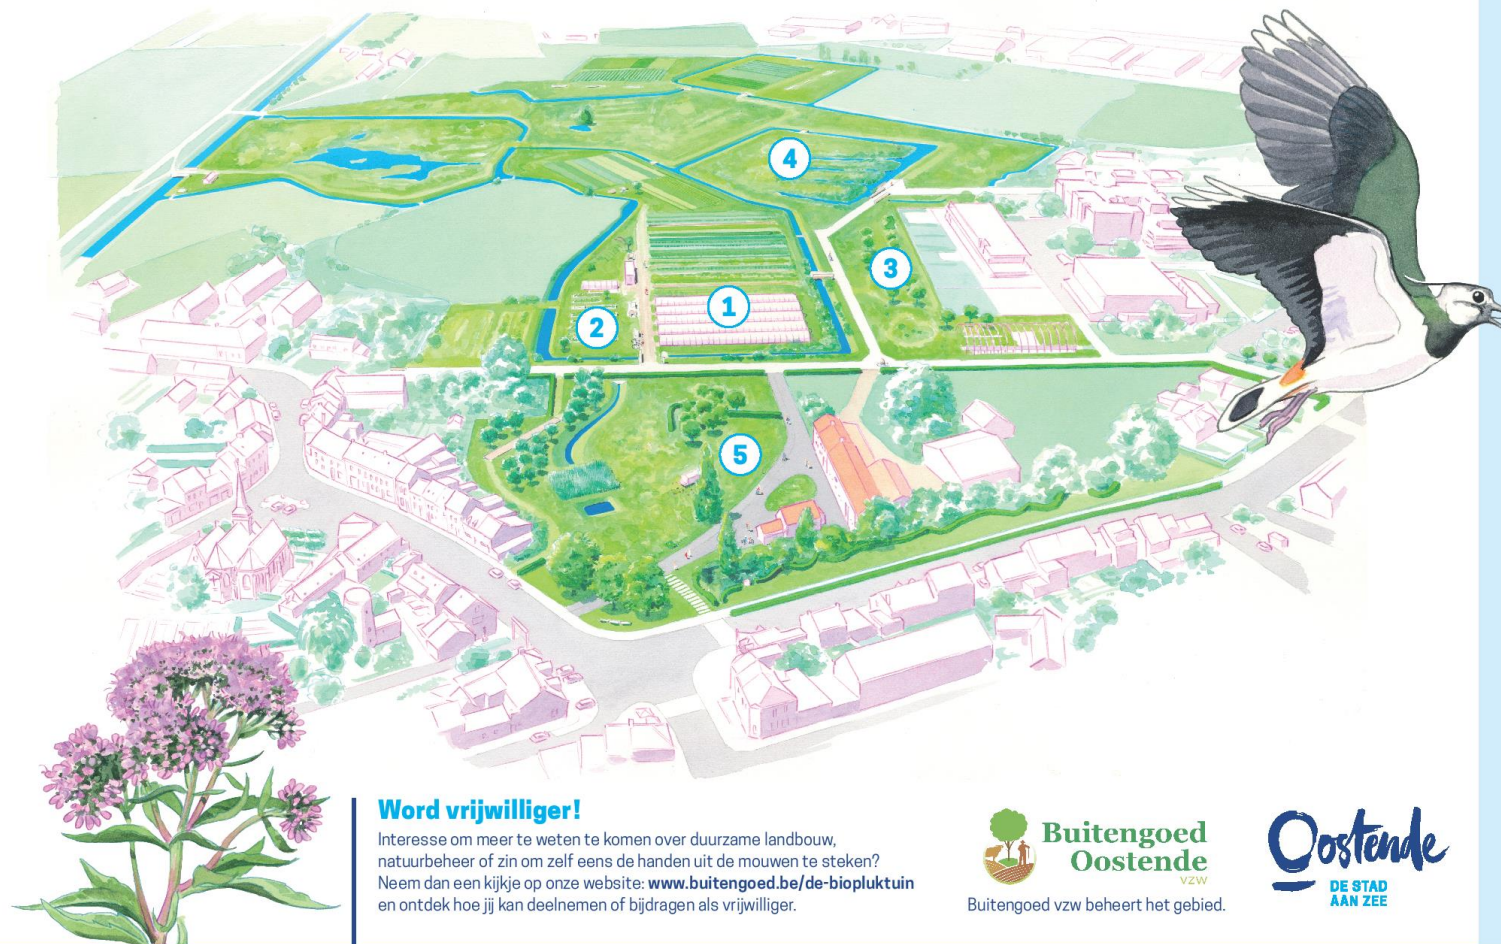 4
3
1
2
5
Word vrijwilliger!
Interesse om meer te weten te komen over duurzame landbouw,
natuurbeheer of zin om zelf eens de handen uit de mouwen te steken?
Neem dan een kijkje op onze website: www.buitengoed.be/de-biopluktuin
en ontdek hoe jij kan deelnemen of bijdragen als vrijwilliger.
Buitengoed
Oostende
vzw
Buitengoed vzw beheert het gebied.
Oostende
DE STAD
AAN ZEE